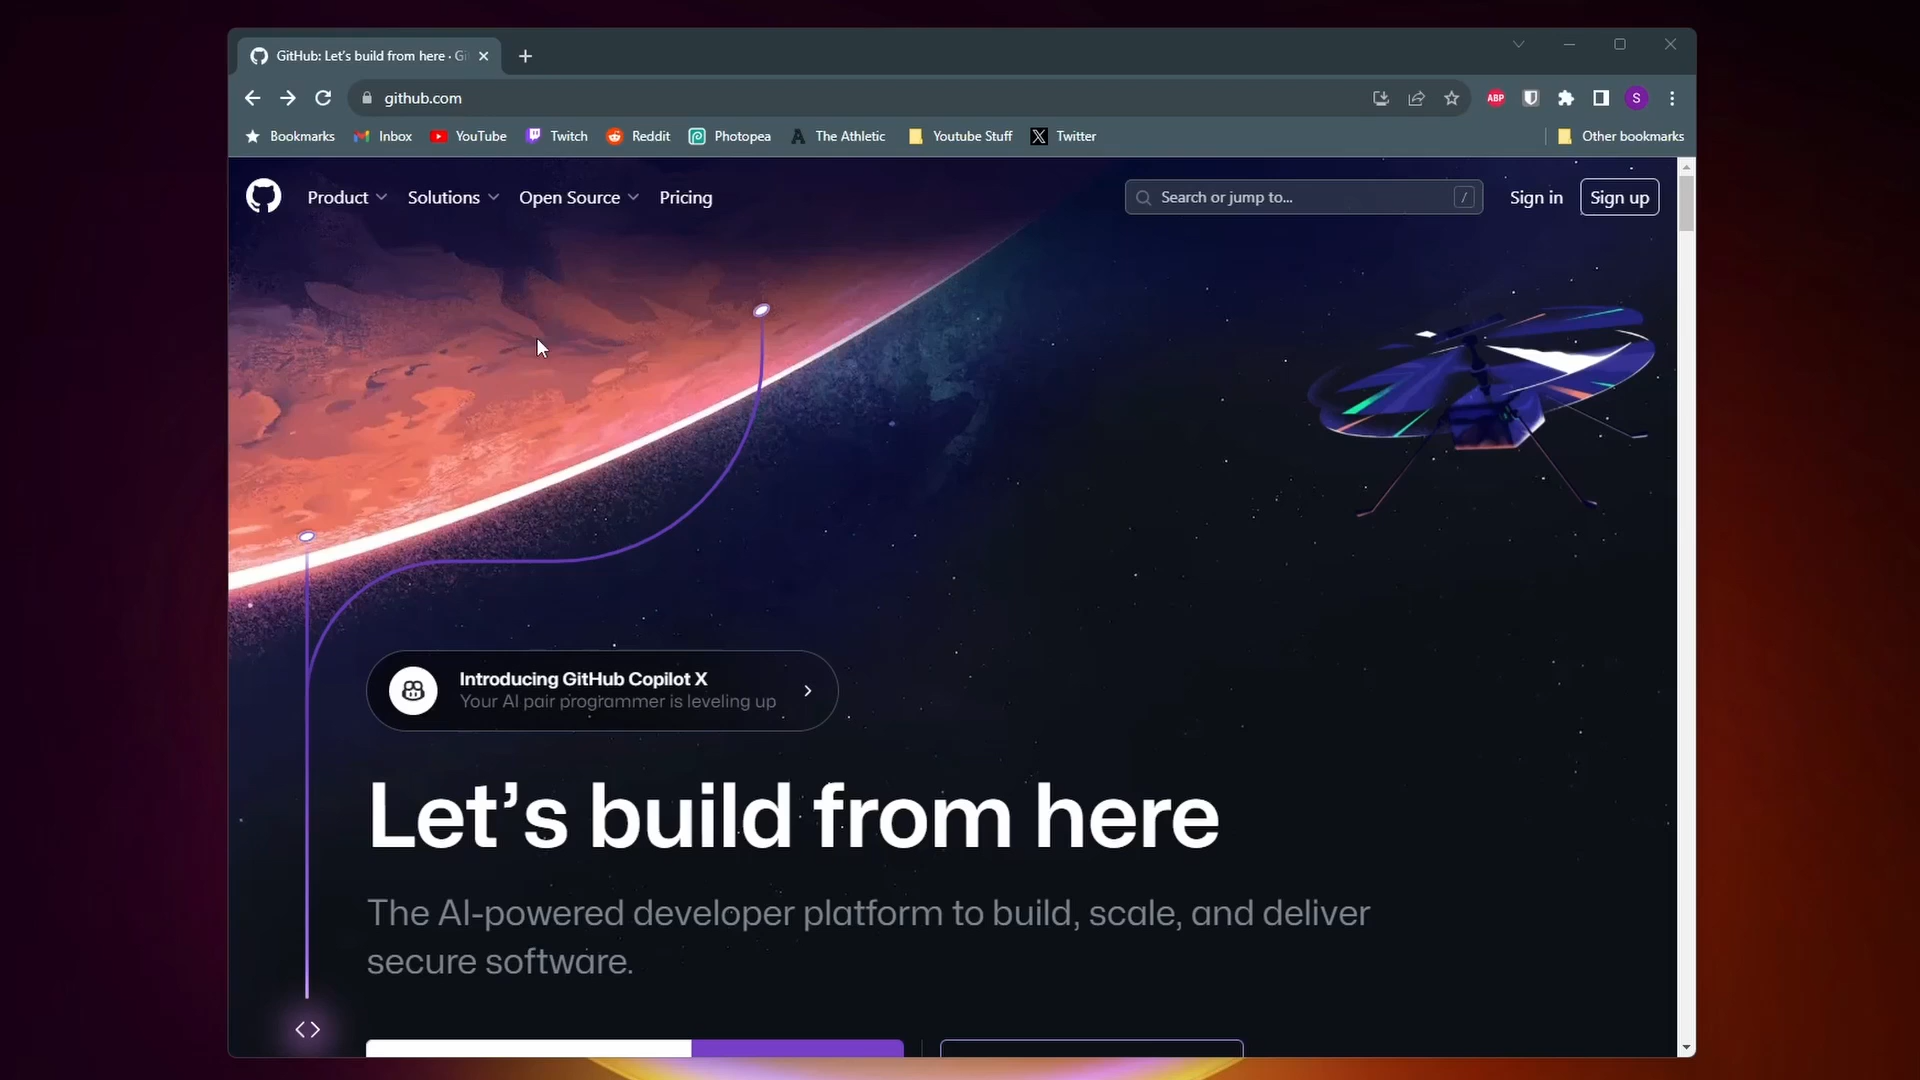 GitHub: Let's build from here · Gi
github.com
ABP
S
Bookmarks Inbox YouTube Twitch Reddit Photopea The Athletic Youtube Stuff Twitter Other bookmarks
Product Solutions Open Source Pricing Search or jump to... / Sign in Sign up
Introducing GitHub Copilot X
Your AI pair programmer is leveling up
Let’s build from here
The AI-powered developer platform to build, scale, and deliver
secure software.